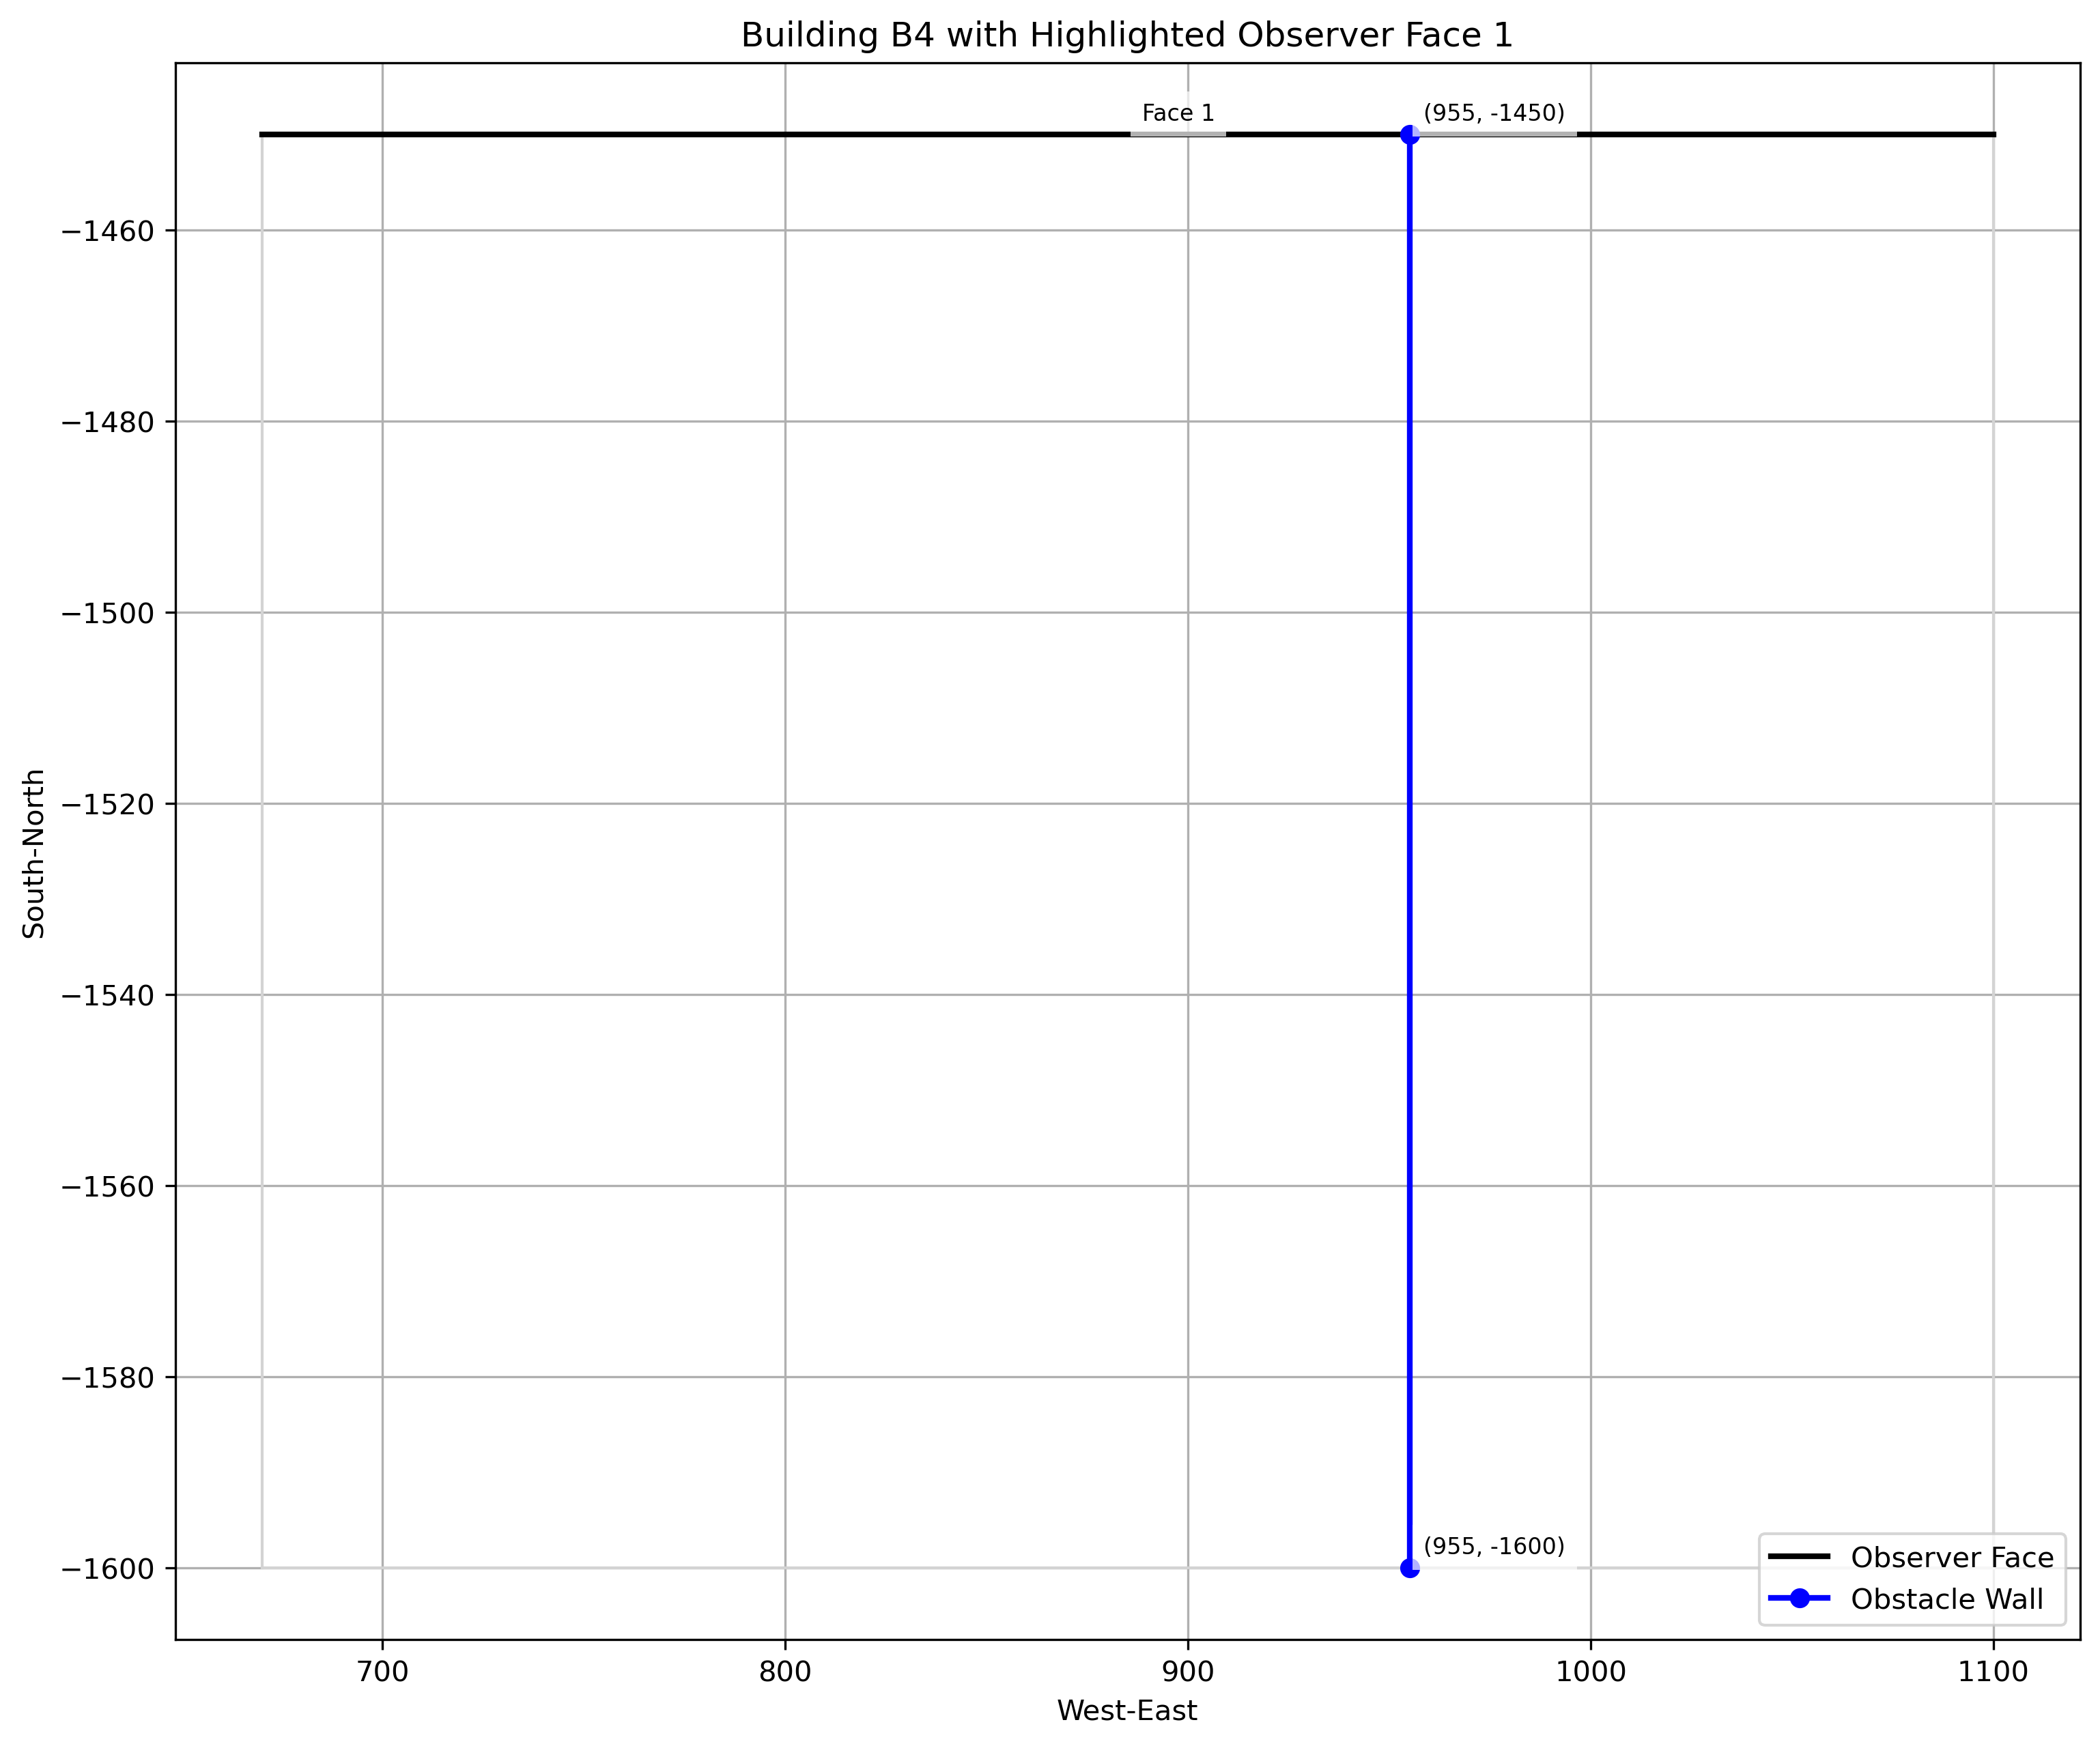 Building B4 with Highlighted Observer Face 1
Face 1
(955, -1450)
−1460
−1480
−1500
−1520
−1540
−1560
−1580
−1600
South-North
(955, -1600)
Observer Face
Obstacle Wall
700
800
900
1000
1100
West-East